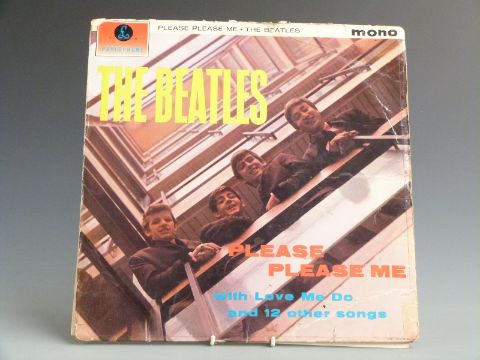 PARLOPHONE
PLEASE PLEASE ME • THE BEATLES
mono
THE BEATLES
PLEASE
PLEASE ME
with Love Me Do
and 12 other songs